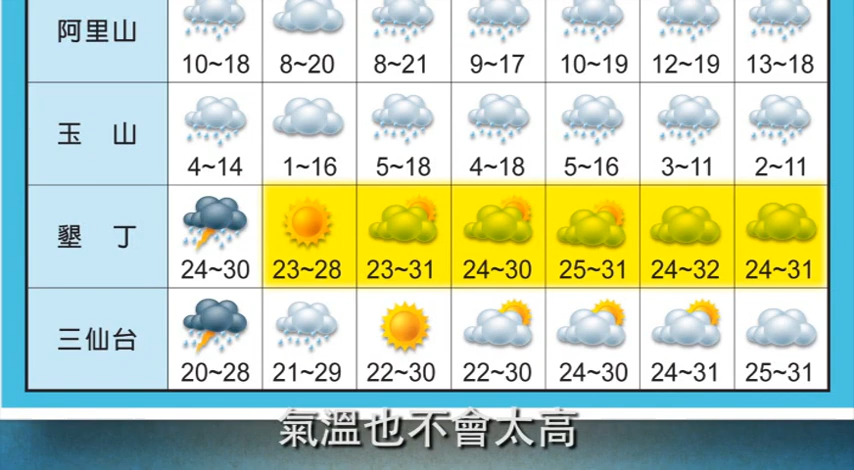 阿里山 10~18 8~20 8~21 9~17 10~19 12~19 13~18
玉 山 4~14 1~16 5~18 4~18 5~16 3~11 2~11
墾 丁 24~30 23~28 23~31 24~30 25~31 24~32 24~31
三仙台 20~28 21~29 22~30 22~30 24~30 24~31 25~31
氣溫也不會太高